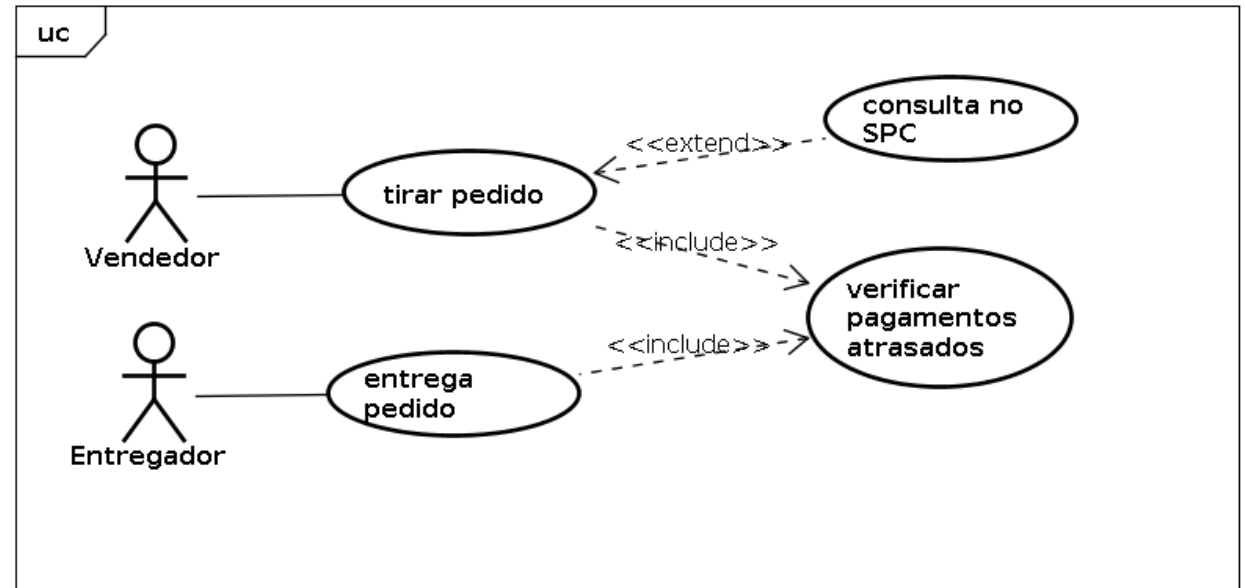 uc
consulta no
SPC
<<extend>>
tirar pedido
Vendedor
<<include>>
verificar
pagamentos
atrasados
<<include>>
entrega
pedido
Entregador